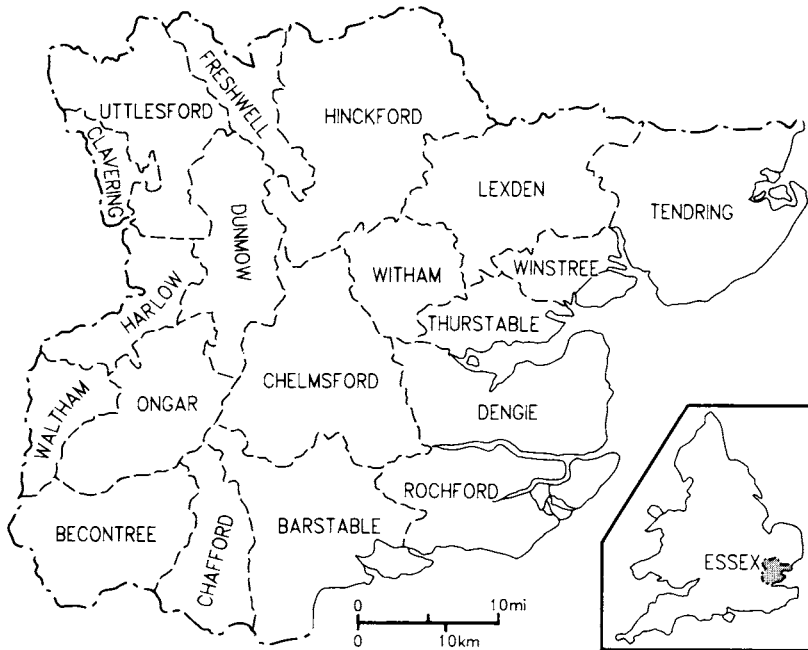 FRESHWELL
UTTLESFORD
HINCKFORD
CLAVERING
LEXDEN
TENDRING
DUNMOW
WITHAM
WINSTREE
HARLOW
THURSTABLE
CHELMSFORD
WALTHAM
ONGAR
DENGIE
ROCHFORD
BECONTREE
CHAFFORD
BARSTABLE
ESSEX
0 10mi
0 10km